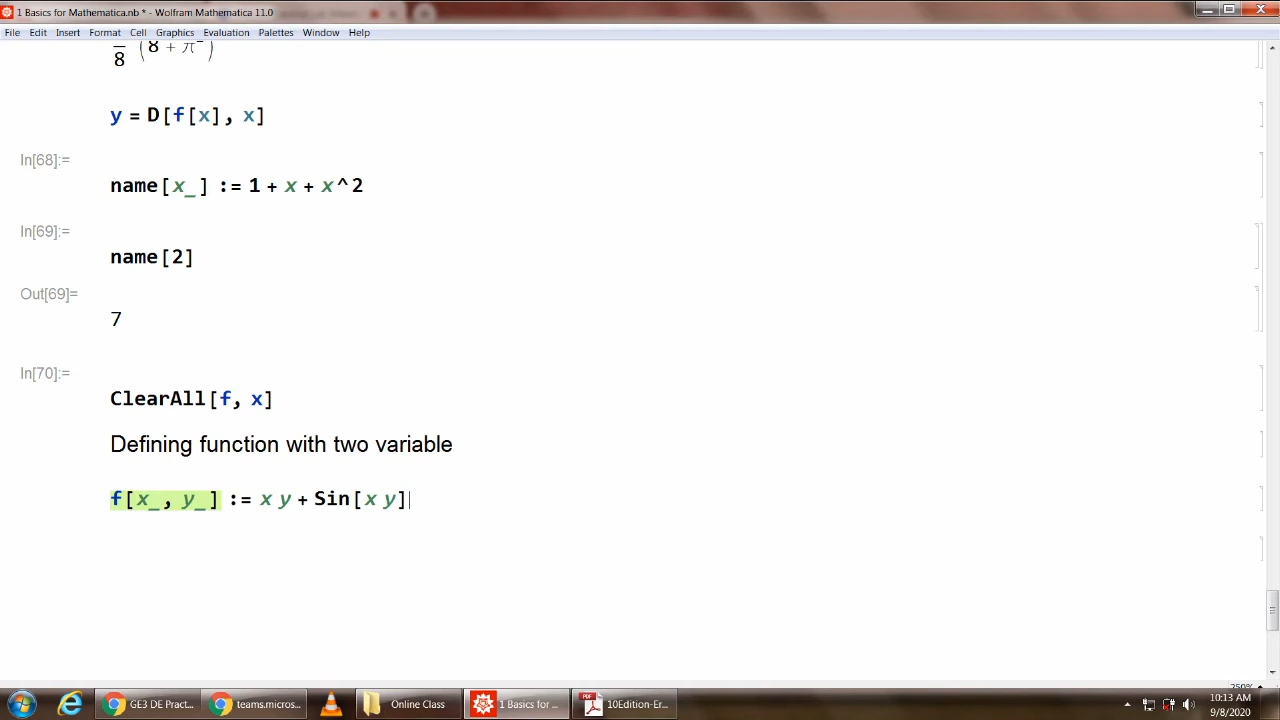 1 Basics for Mathematica.nb * - Wolfram Mathematica 11.0
File Edit Insert Format Cell Graphics Evaluation Palettes Window Help
8 (8 + π
y = D[f[x], x]
In[68]:=
name[x_] := 1 + x + x^2
In[69]:=
name[2]
Out[69]=
7
In[70]:=
ClearAll[f, x]
Defining function with two variable
f[x_, y_] := x y + Sin[x y]
GE3 DE Pract... teams.micros... Online Class 1 Basics for ... 10Edition-Er...
10:13 AM
9/8/2020